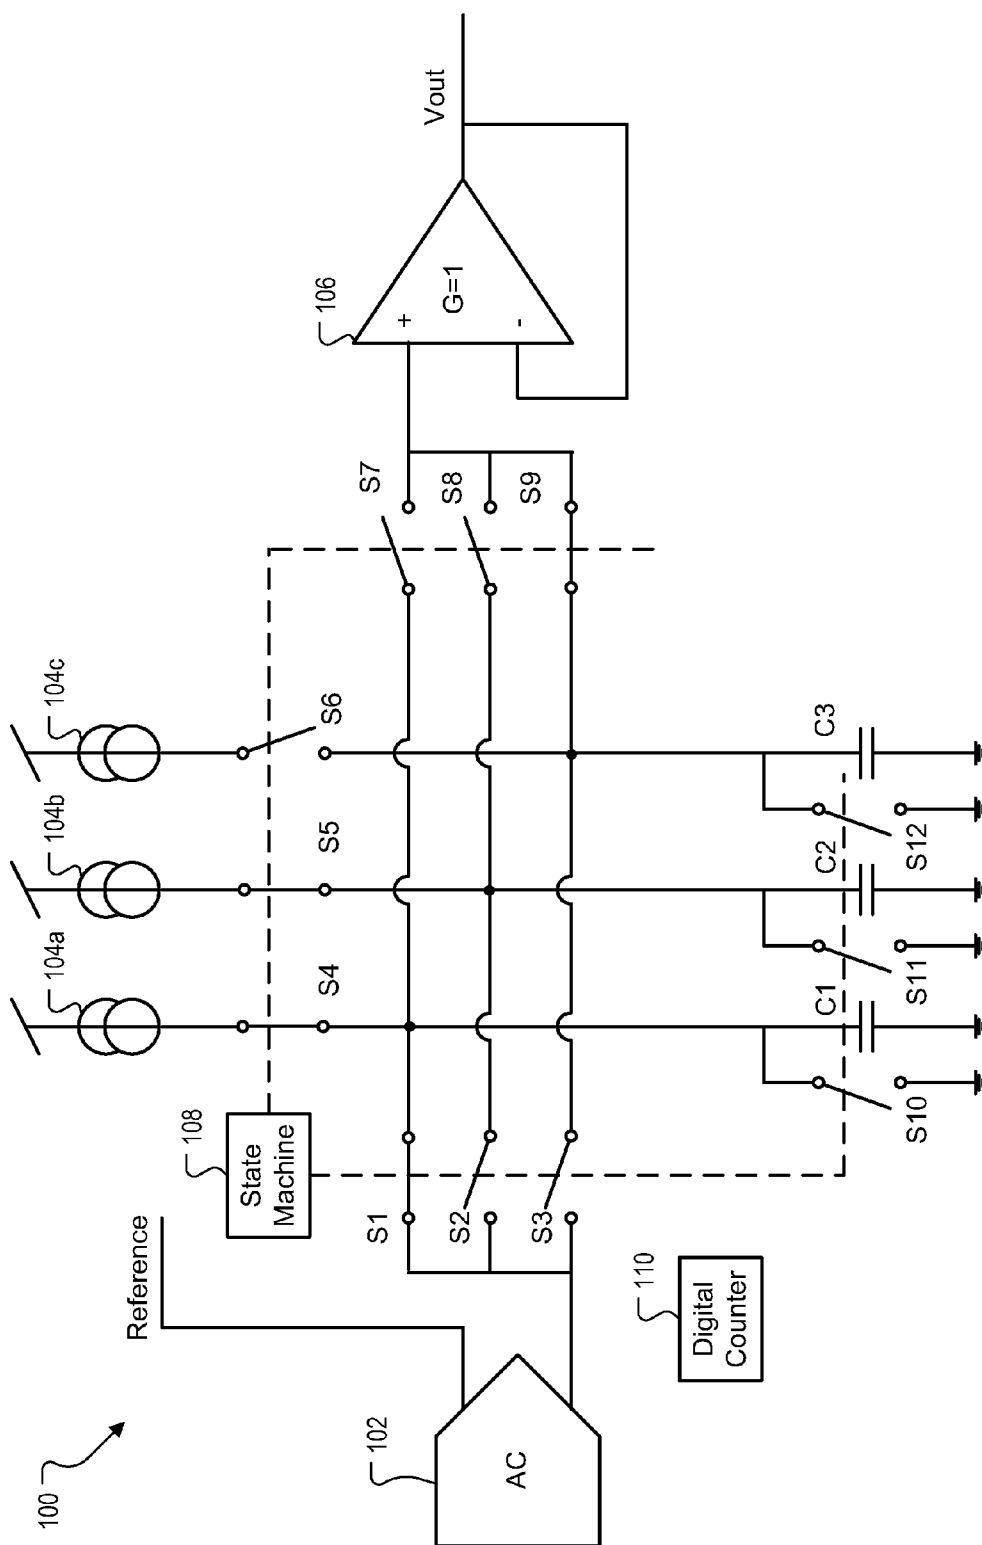 100
Reference
102
AC
108
State
Machine
110
Digital
Counter
104a
104b
104c
S1
S2
S3
S4
S5
S6
S7
S8
S9
S10
S11
S12
C1
C2
C3
106
+
-
G=1
Vout